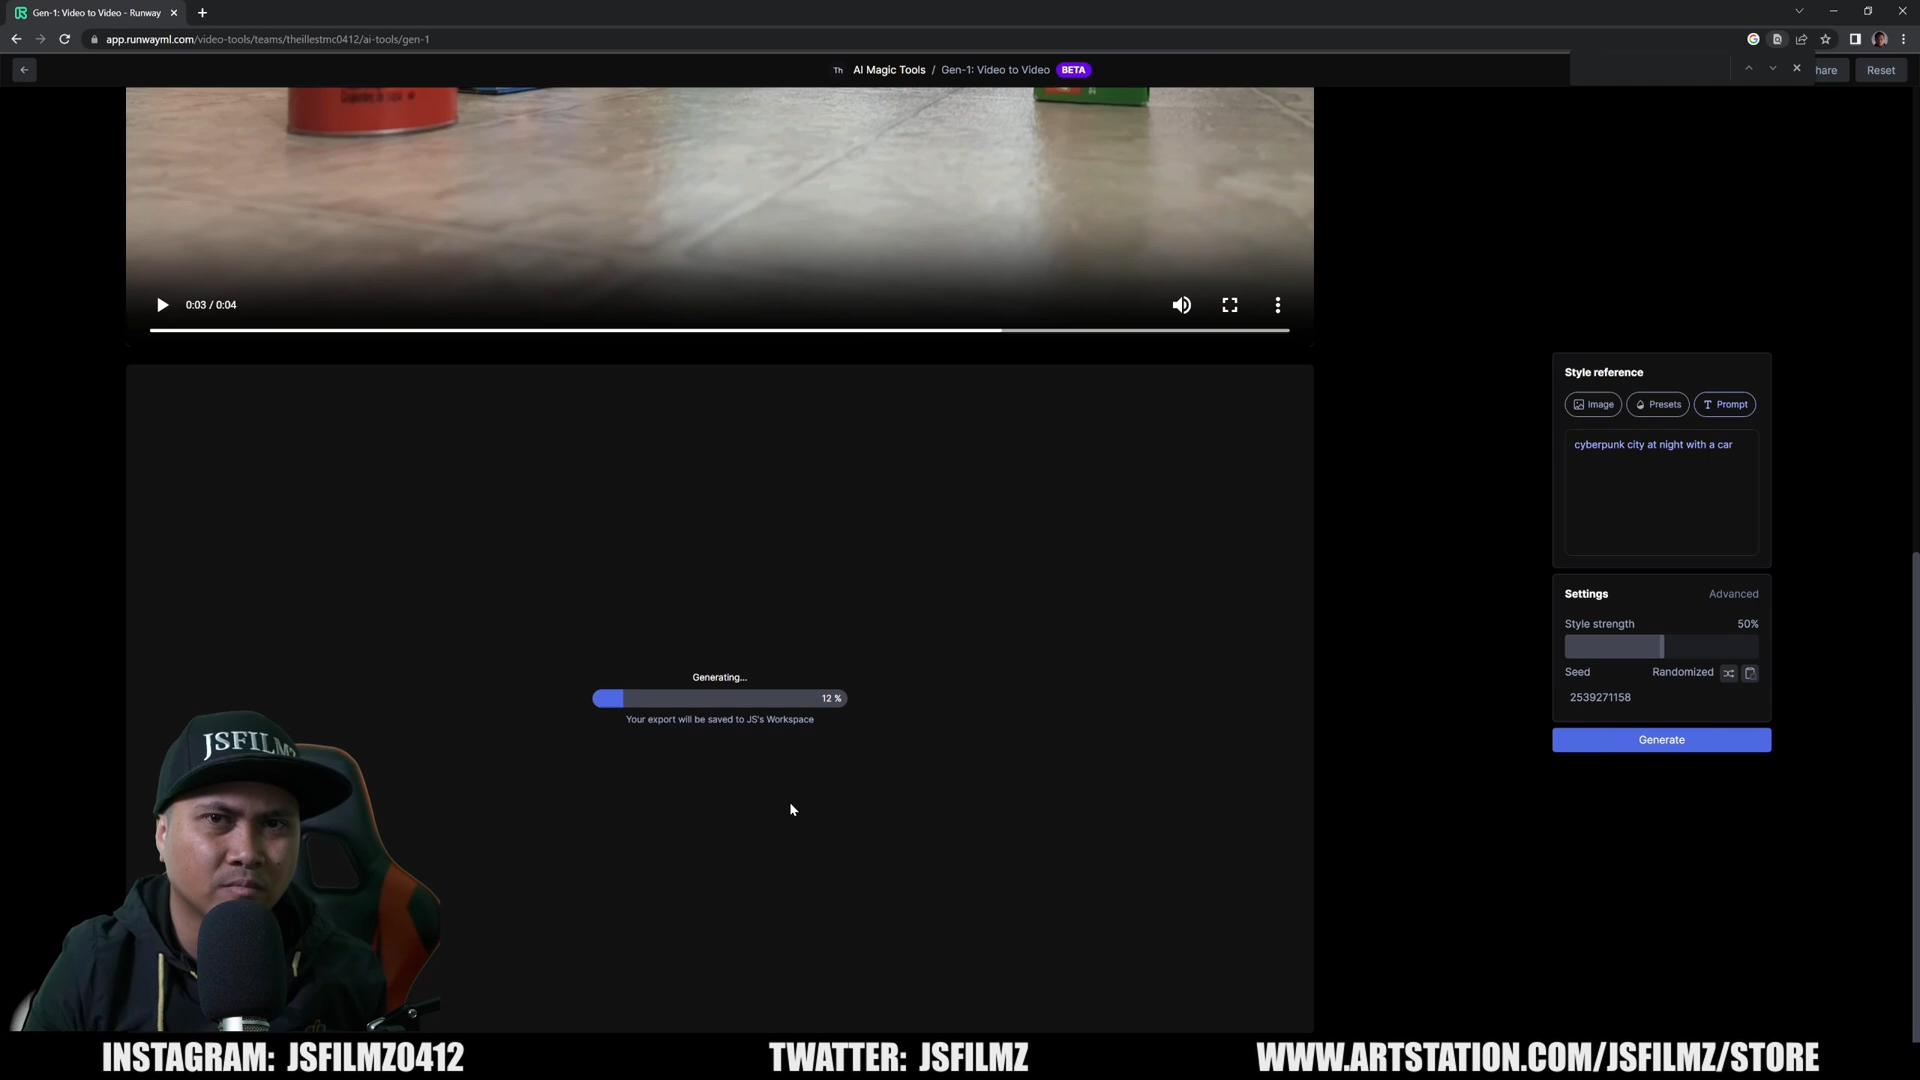 Gen-1: Video to Video - Runway
app.runwayml.com/video-tools/teams/theillestmc0412/ai-tools/gen-1
Th AI Magic Tools / Gen-1: Video to Video BETA
hare
Reset
0:03 / 0:04
Style reference
Image
Presets
Prompt
cyberpunk city at night with a car
Settings
Advanced
Style strength
50%
Seed
Randomized
2539271158
Generate
Generating...
12 %
Your export will be saved to JS's Workspace
JSFILMZ
INSTAGRAM: JSFILMZ0412
TWATTER: JSFILMZ
WWW.ARTSTATION.COM/JSFILMZ/STORE